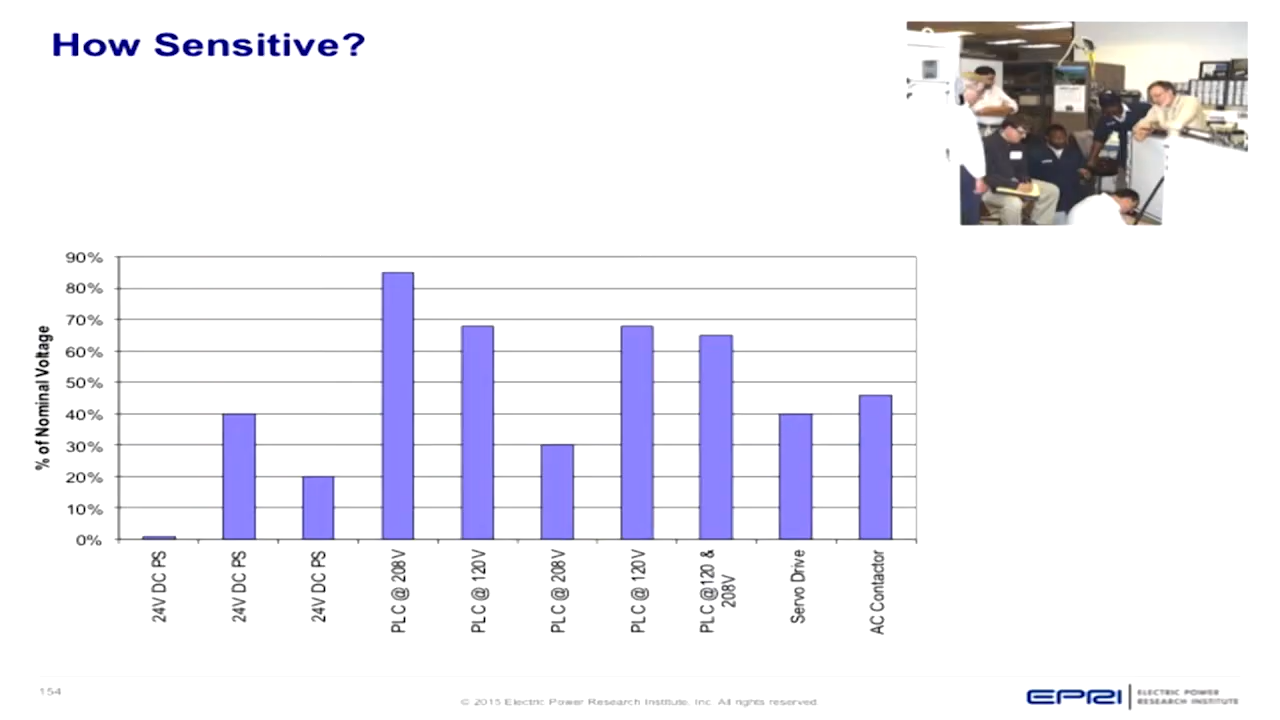 How Sensitive?
% of Nominal Voltage
90%
80%
70%
60%
50%
40%
30%
20%
10%
0%
24V DC PS
24V DC PS
24V DC PS
PLC @ 208V
PLC @ 120V
PLC @ 208V
PLC @ 120V
PLC @120 &
208V
Servo Drive
AC Contactor
154
© 2015 Electric Power Research Institute, Inc. All rights reserved.
EPRI
ELECTRIC POWER
RESEARCH INSTITUTE